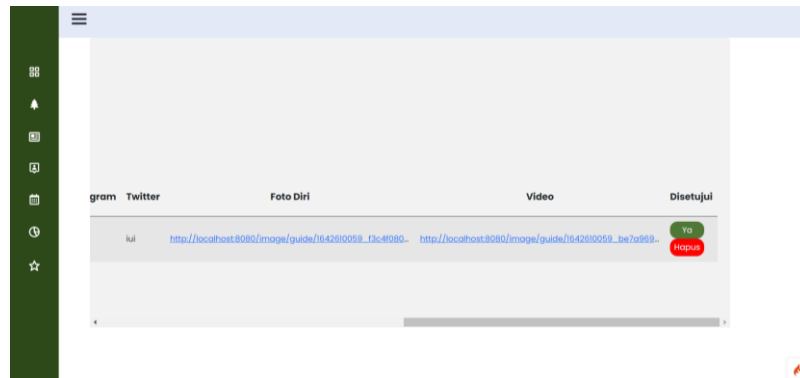 gram Twitter Foto Diri Video Disetujui
iui http://localhost:8080/image/guide/1642610059_f3c4f080... http://localhost:8080/image/guide/1642610059_be7a969... Ya
Hapus